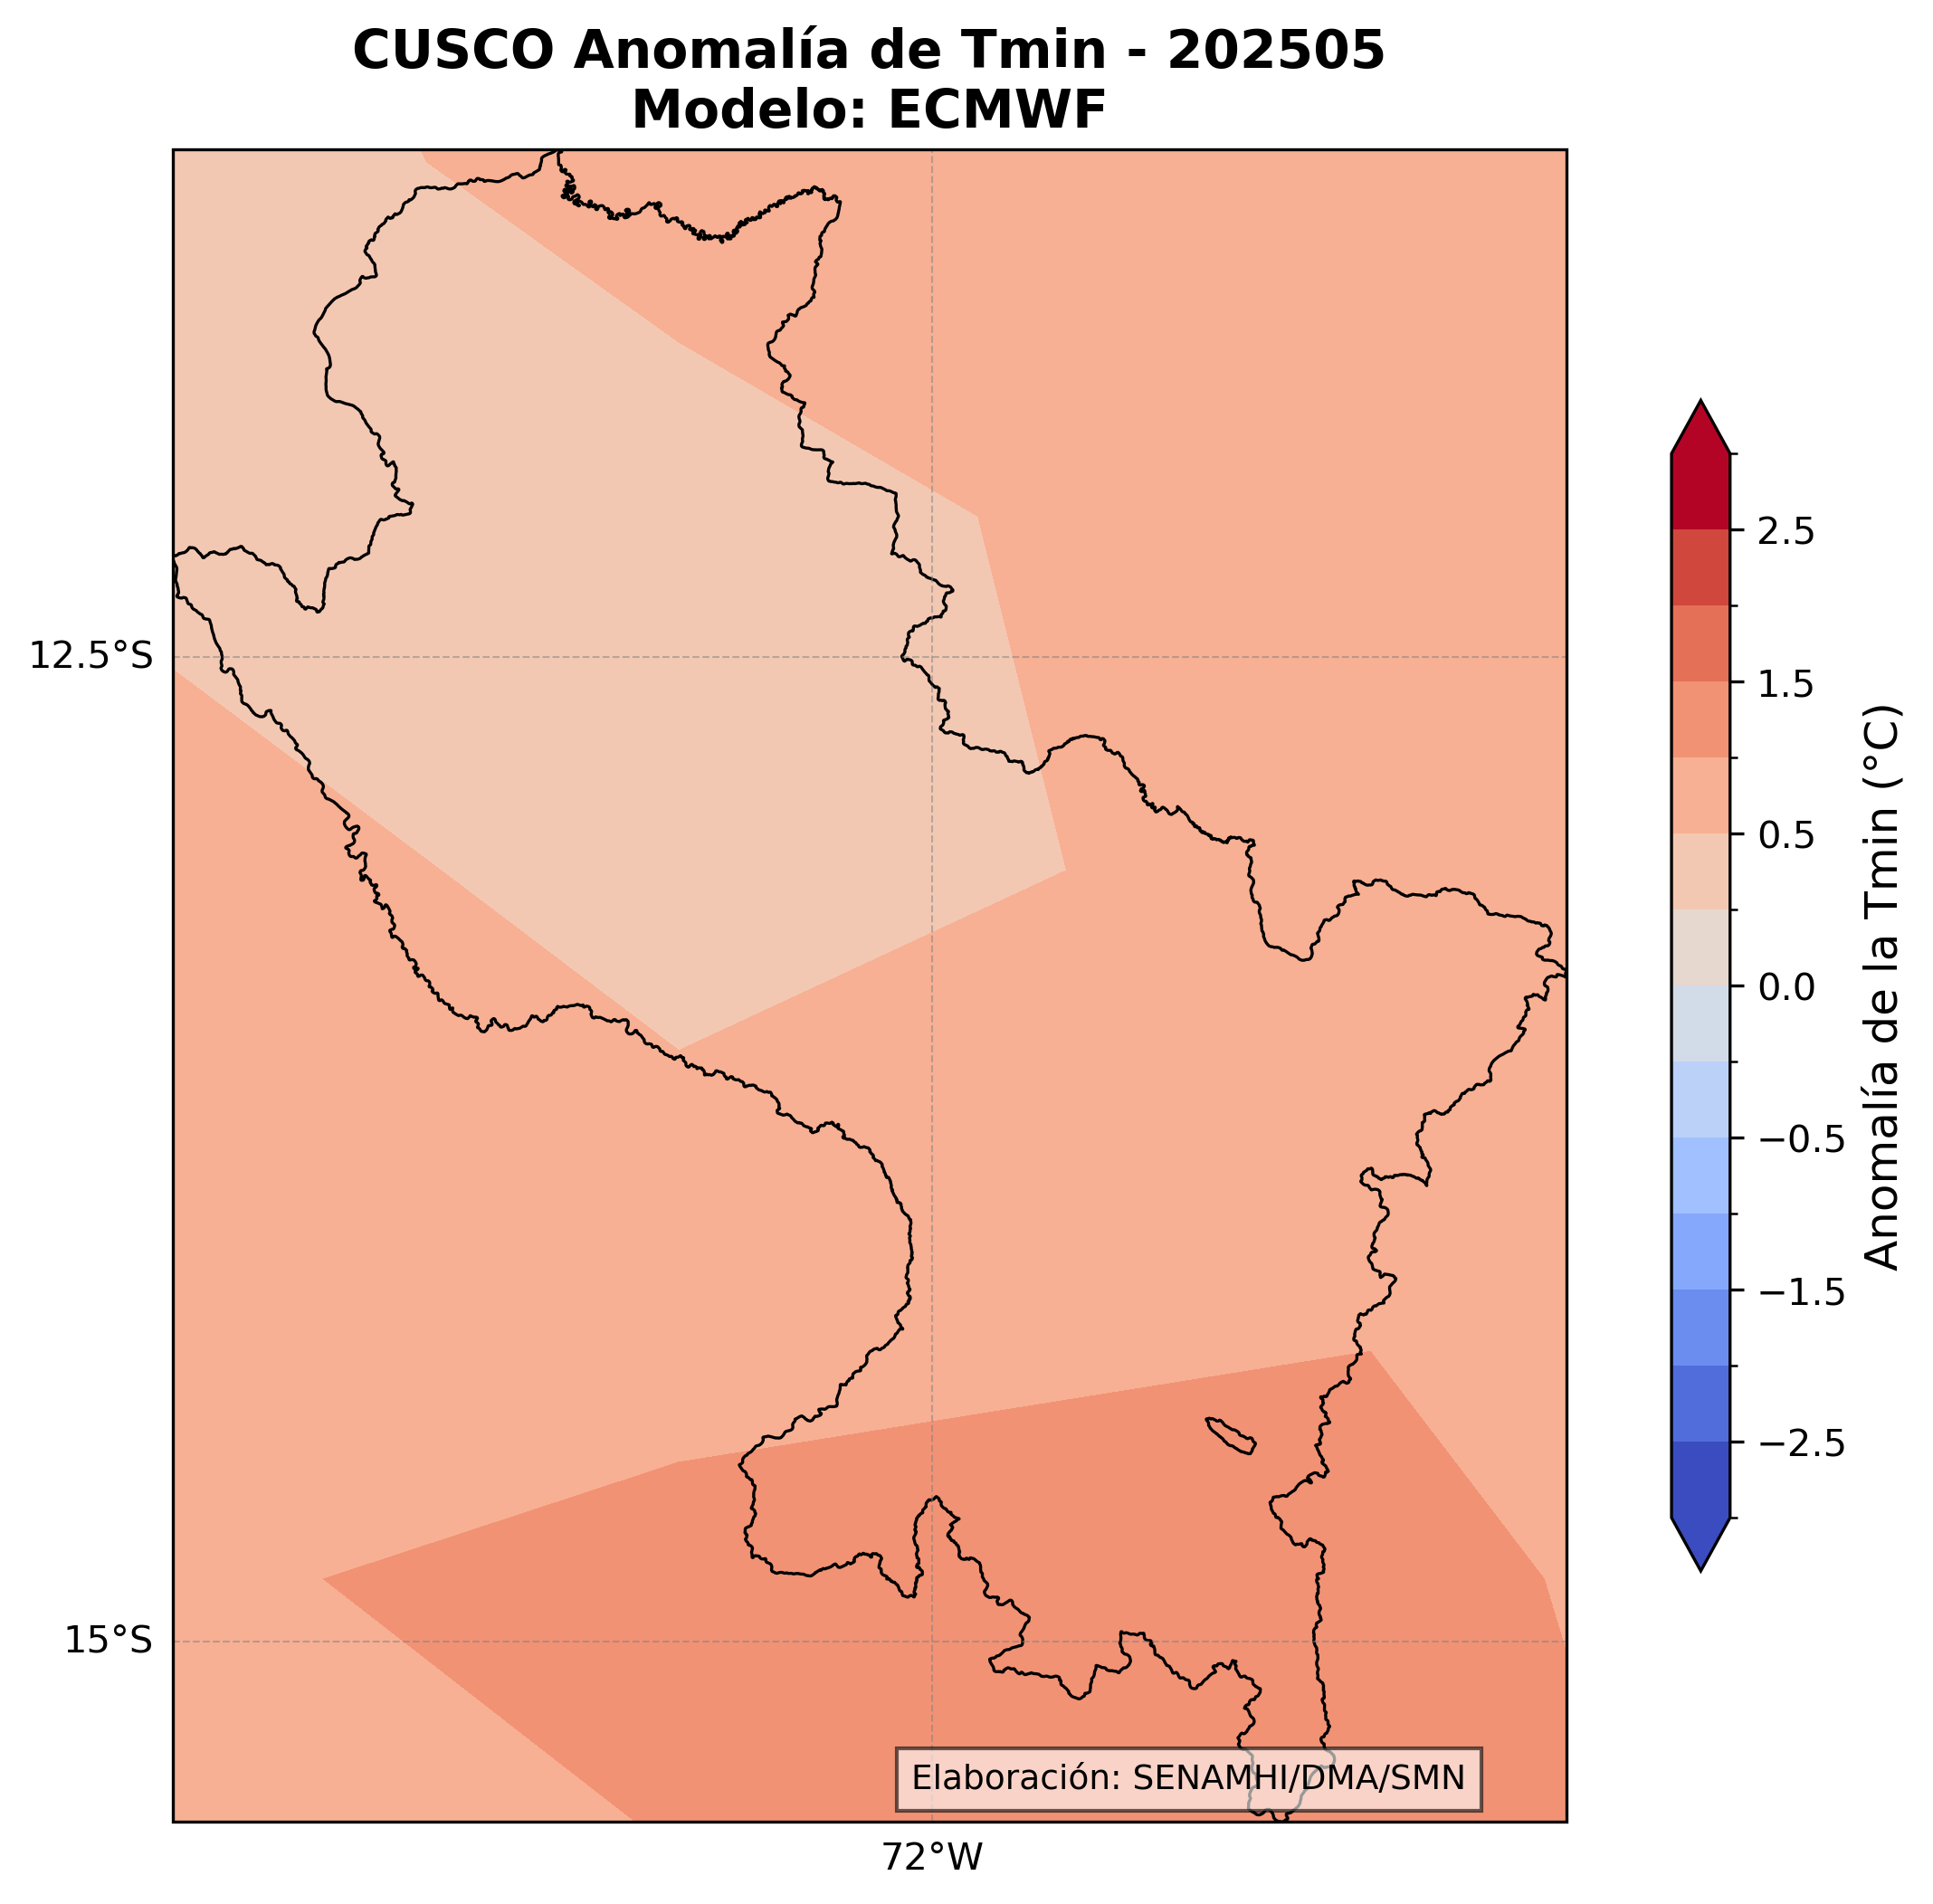 CUSCO Anomalía de Tmin - 202505
Modelo: ECMWF
12.5°S
15°S
72°W
Elaboración: SENAMHI/DMA/SMN
2.5
1.5
0.5
0.0
−0.5
−1.5
−2.5
Anomalía de la Tmin (°C)